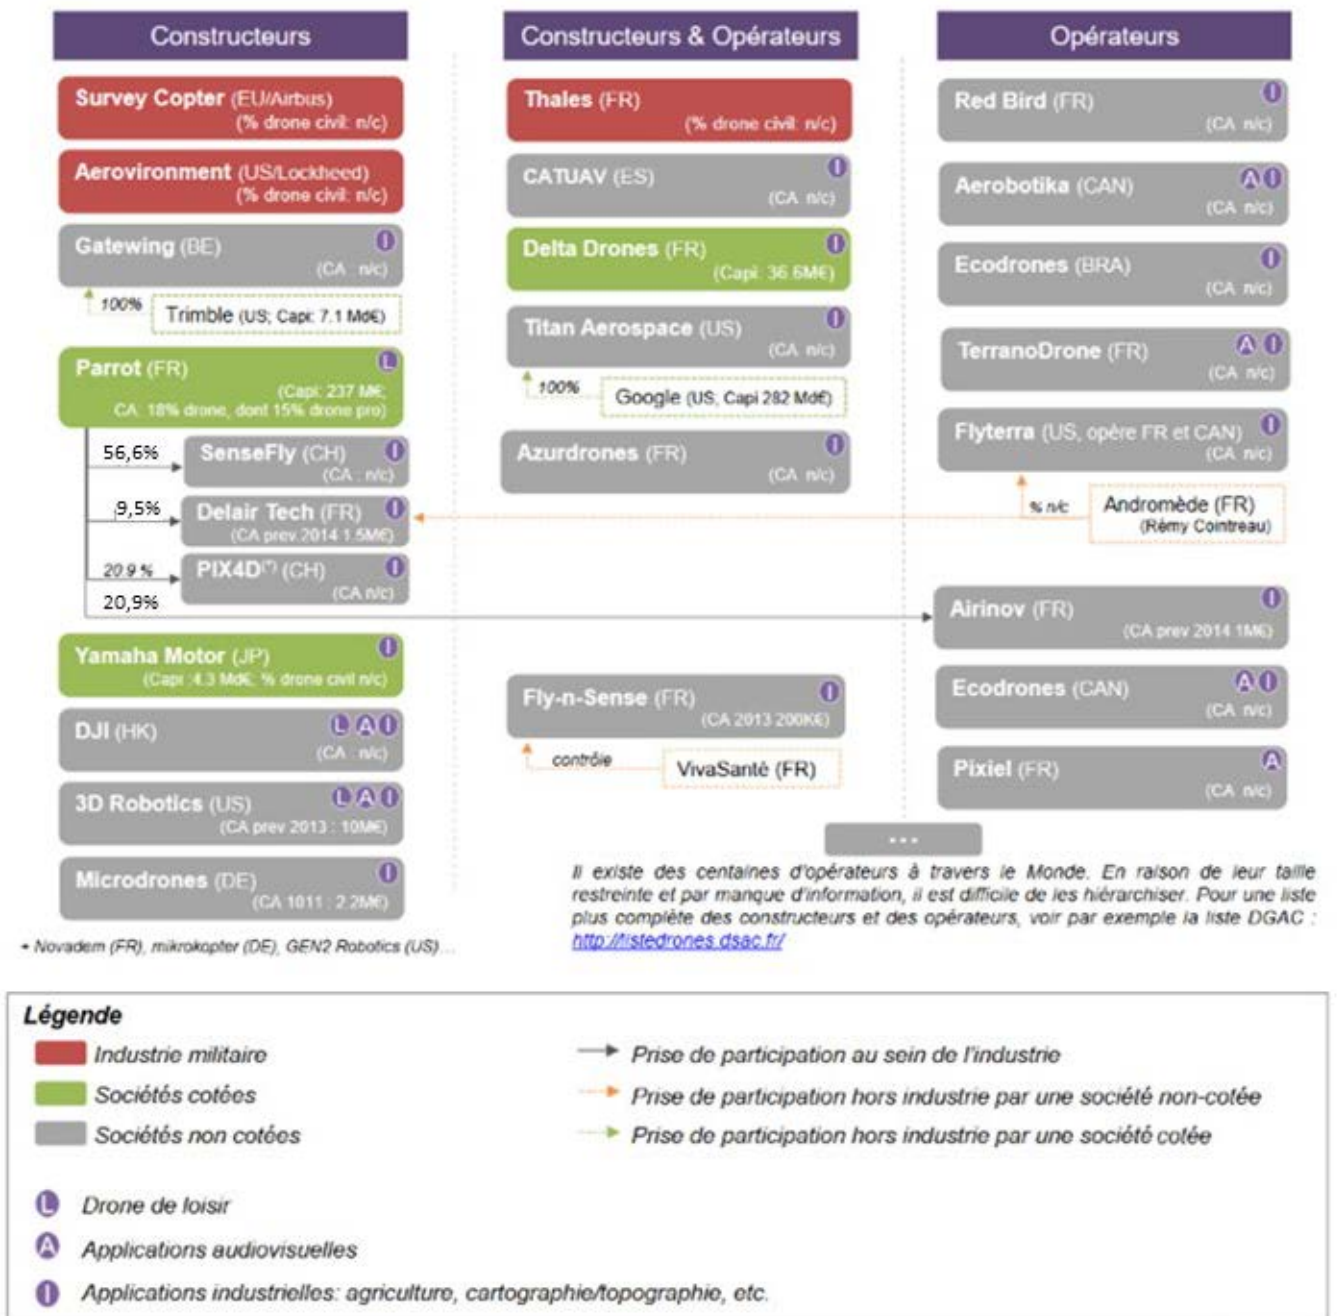 Constructeurs
Survey Copter (EU/Airbus)
(% drone civil: n/c)
Aerovironment (US/Lockheed)
(% drone civil: n/c)
Gatewing (BE) I
(CA : n/c)
100%
Trimble (US; Capi: 7.1 Md€)
Parrot (FR) L
(Capi: 237 M€;
CA: 18% drone, dont 15% drone pro)
56,6%
SenseFly (CH) I
(CA : n/c)
9,5%
Delair Tech (FR) I
(CA prev.2014 1.5M€)
20.9 %
PIX4D(*) (CH) I
(CA n/c)
20,9%
Yamaha Motor (JP) I
(Capi :4.3 Md€; % drone civil n/c)
DJI (HK) L A I
(CA : n/c)
3D Robotics (US) L A I
(CA prev 2013 : 10M€)
Microdrones (DE) I
(CA 1011 : 2.2M€)
+ Novadem (FR), mikrokopter (DE), GEN2 Robotics (US)...
Constructeurs & Opérateurs
Thales (FR)
(% drone civil: n/c)
CATUAV (ES) I
(CA n/c)
Delta Drones (FR) I
(Capi: 36.6M€)
Titan Aerospace (US) I
(CA n/c)
100%
Google (US, Capi 282 Md€)
Azurdrones (FR) I
(CA n/c)
Fly-n-Sense (FR) I
(CA 2013 200K€)
contrôle
VivaSanté (FR)
Opérateurs
Red Bird (FR) I
(CA n/c)
Aerobotika (CAN) A I
(CA n/c)
Ecodrones (BRA) I
(CA n/c)
TerranoDrone (FR) A I
(CA n/c)
Flyterra (US, opère FR et CAN) I
(CA n/c)
% n/c
Andromède (FR)
(Rémy Cointreau)
Airinov (FR) I
(CA prev 2014 1M€)
Ecodrones (CAN) A I
(CA n/c)
Pixiel (FR) A
(CA n/c)
...
Il existe des centaines d'opérateurs à travers le Monde. En raison de leur taille
restreinte et par manque d'information, il est difficile de les hiérarchiser. Pour une liste
plus complète des constructeurs et des opérateurs, voir par exemple la liste DGAC :
http://listedrones.dsac.fr/
Légende
Industrie militaire
Sociétés cotées
Sociétés non cotées
Prise de participation au sein de l'industrie
Prise de participation hors industrie par une société non-cotée
Prise de participation hors industrie par une société cotée
L Drone de loisir
A Applications audiovisuelles
I Applications industrielles: agriculture, cartographie/topographie, etc.